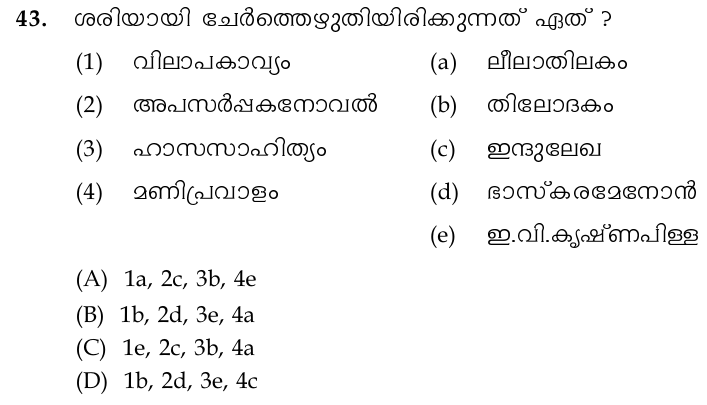 43. ശരിയായി ചേർത്തെഴുതിയിരിക്കുന്നത് ഏത് ?
(1) വിലാപകാവ്യം (a) ലീലാതിലകം
(2) അപസർപ്പകനോവൽ (b) തിലോദകം
(3) ഹാസസാഹിത്യം (c) ഇന്ദുലേഖ
(4) മണിപ്രവാളം (d) ഭാസ്കരമേനോൻ
(e) ഇ.വി.കൃഷ്ണപിള്ള
(A) 1a, 2c, 3b, 4e
(B) 1b, 2d, 3e, 4a
(C) 1e, 2c, 3b, 4a
(D) 1b, 2d, 3e, 4c